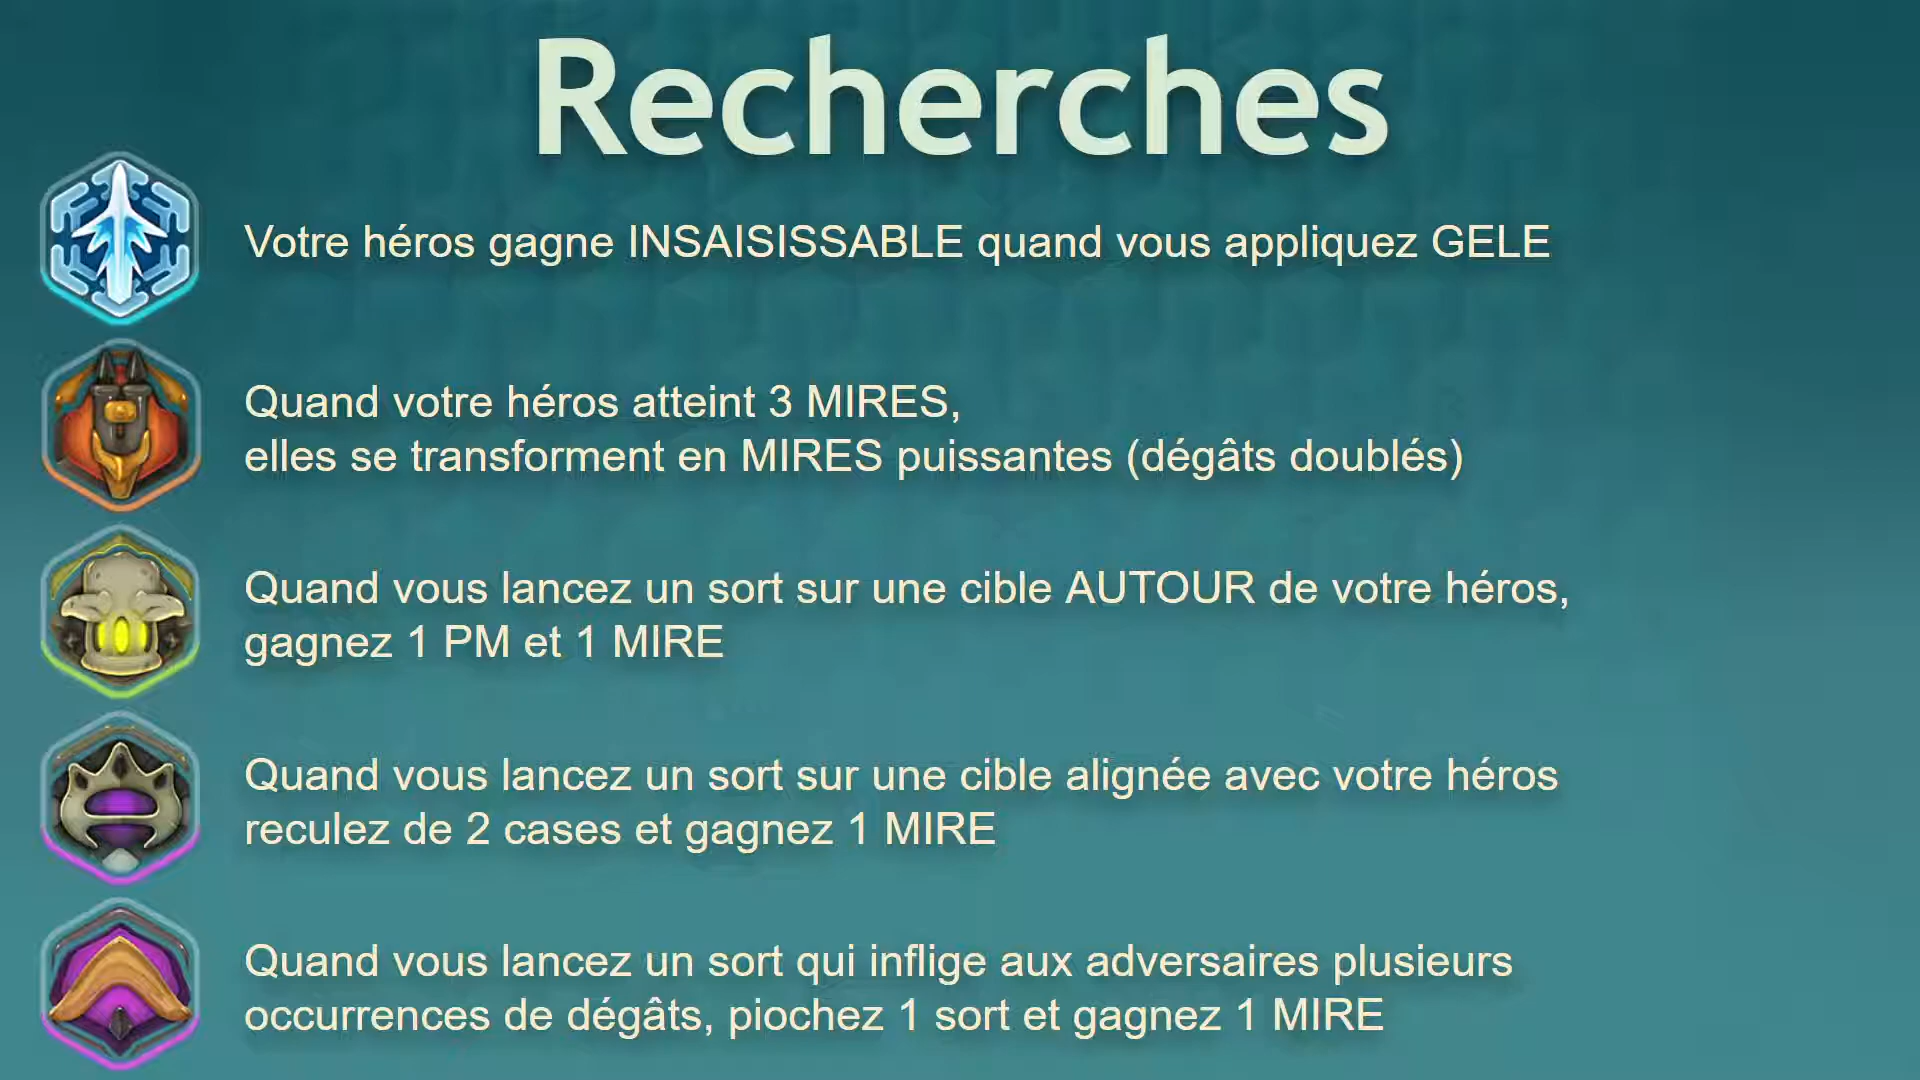 Recherches
Votre héros gagne INSAISISSABLE quand vous appliquez GELE
Quand votre héros atteint 3 MIRES,
elles se transforment en MIRES puissantes (dégâts doublés)
Quand vous lancez un sort sur une cible AUTOUR de votre héros,
gagnez 1 PM et 1 MIRE
Quand vous lancez un sort sur une cible alignée avec votre héros
reculez de 2 cases et gagnez 1 MIRE
Quand vous lancez un sort qui inflige aux adversaires plusieurs
occurrences de dégâts, piochez 1 sort et gagnez 1 MIRE